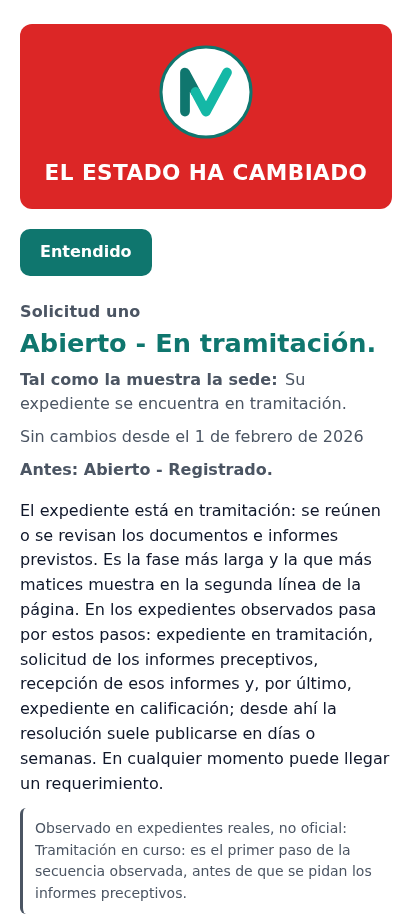 EL ESTADO HA CAMBIADO
Entendido
Solicitud uno
Abierto - En tramitación.
Tal como la muestra la sede: Su
expediente se encuentra en tramitación.
Sin cambios desde el 1 de febrero de 2026
Antes: Abierto - Registrado.
El expediente está en tramitación: se reúnen
o se revisan los documentos e informes
previstos. Es la fase más larga y la que más
matices muestra en la segunda línea de la
página. En los expedientes observados pasa
por estos pasos: expediente en tramitación,
solicitud de los informes preceptivos,
recepción de esos informes y, por último,
expediente en calificación; desde ahí la
resolución suele publicarse en días o
semanas. En cualquier momento puede llegar
un requerimiento.
Observado en expedientes reales, no oficial:
Tramitación en curso: es el primer paso de la
secuencia observada, antes de que se pidan los
informes preceptivos.